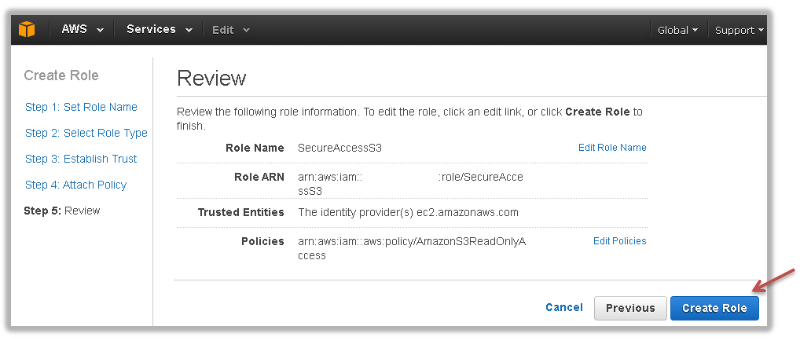 AWS Services Edit Global Support
Create Role
Step 1: Set Role Name
Step 2: Select Role Type
Step 3: Establish Trust
Step 4: Attach Policy
Step 5: Review
Review
Review the following role information. To edit the role, click an edit link, or click Create Role to
finish.
Role Name SecureAccessS3 Edit Role Name
Role ARN arn:aws:iam:: :role/SecureAcce
ssS3
Trusted Entities The identity provider(s) ec2.amazonaws.com
Policies arn:aws:iam::aws:policy/AmazonS3ReadOnlyA
ccess Edit Policies
Cancel Previous Create Role